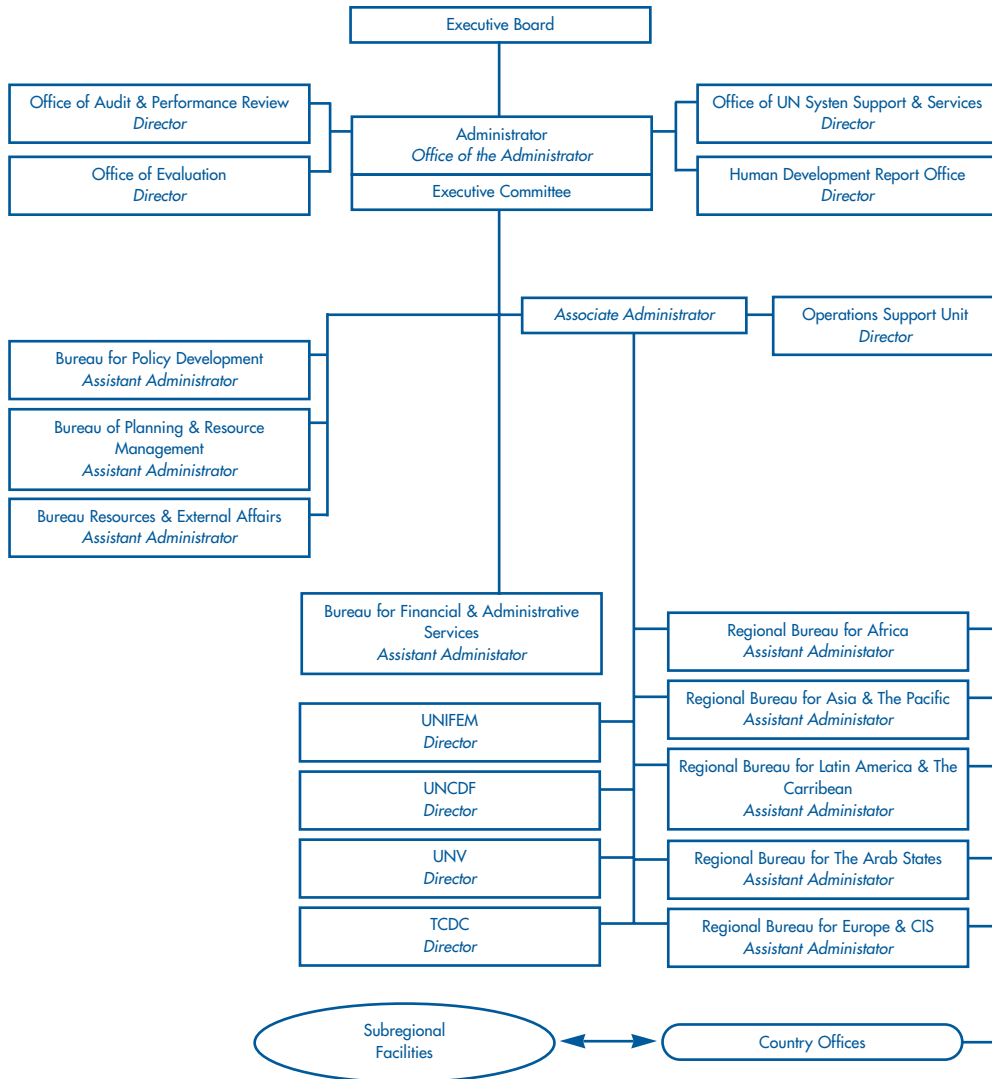 Executive Board
Office of Audit & Performance Review
Director
Office of Evaluation
Director
Administrator
Office of the Administrator
Executive Committee
Office of UN Systen Support & Services
Director
Human Development Report Office
Director
Associate Administrator
Operations Support Unit
Director
Bureau for Policy Development
Assistant Administrator
Bureau of Planning & Resource
Management
Assistant Administrator
Bureau Resources & External Affairs
Assistant Administrator
Bureau for Financial & Administrative
Services
Assistant Administator
UNIFEM
Director
UNCDF
Director
UNV
Director
TCDC
Director
Regional Bureau for Africa
Assistant Administrator
Regional Bureau for Asia & The Pacific
Assistant Administrator
Regional Bureau for Latin America & The
Carribean
Assistant Administator
Regional Bureau for The Arab States
Assistant Administrator
Regional Bureau for Europe & CIS
Assistant Administrator
Subregional
Facilities
Country Offices